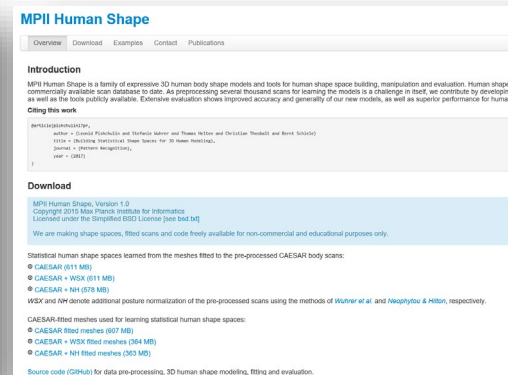 MPII Human Shape
Overview Download Examples Contact Publications
Introduction
MPII Human Shape is a family of expressive 3D human body shape models and tools for human shape space building, manipulation and evaluation. Human shape
commercially available scan database to date. As preprocessing several thousand scans for learning the models is a challenge in itself, we contribute by developin
as well as the tools publicly available. Extensive evaluation shows improved accuracy and generality of our new models, as well as superior performance for huma
Citing this work
@article{pishchulin17pr,
author = {Leonid Pishchulin and Stefanie Wuhrer and Thomas Helten and Christian Theobalt and Bernt Schiele}
title = {Building Statistical Shape Spaces for 3D Human Modeling},
journal = {Pattern Recognition},
year = {2017}
}
Download
MPII Human Shape, Version 1.0
Copyright 2015 Max Planck Institute for Informatics
Licensed under the Simplified BSD License [see bsd.txt]
We are making shape spaces, fitted scans and code freely available for non-commercial and educational purposes only.
Statistical human shape spaces learned from the meshes fitted to the pre-processed CAESAR body scans:
CAESAR (611 MB)
CAESAR + WSX (611 MB)
CAESAR + NH (578 MB)
WSX and NH denote additional posture normalization of the pre-processed scans using the methods of Wuhrer et al. and Neophytou & Hilton, respectively.
CAESAR-fitted meshes used for learning statistical human shape spaces:
CAESAR fitted meshes (607 MB)
CAESAR + WSX fitted meshes (364 MB)
CAESAR + NH fitted meshes (363 MB)
Source code (GitHub) for data pre-processing, 3D human shape modeling, fitting and evaluation.